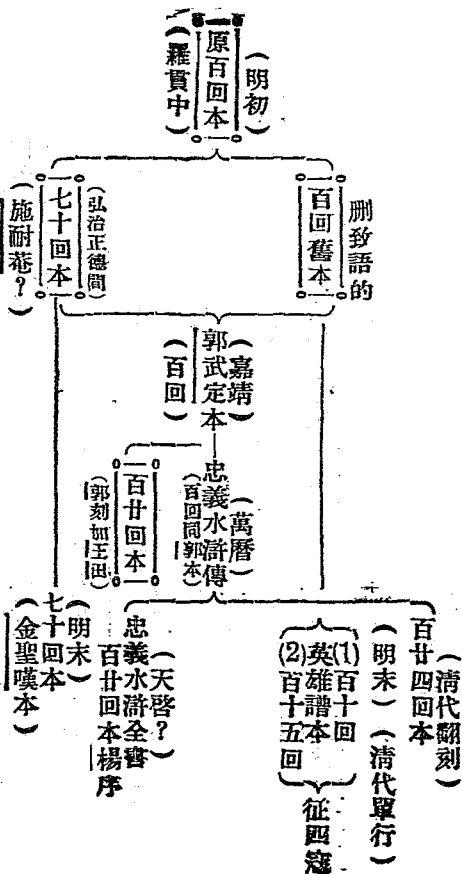 （明初）
原百回本
（羅貫中）
刪致語的
百回舊本
（弘治正德間）
七十回本
（施耐菴？）
（嘉靖）
郭武定本
（百回）
（萬曆）
忠義水滸傳
（百回同郭本）
百廿回本
（郭刻加王田）
（清代翻刻）
百廿四回本
（明末）（清代單行）
(1)百十回
英雄譜本
(2)百十五回
征四寇
（天啓？）
忠義水滸全書
百廿回本楊序
（明末）
七十回本
（金聖嘆本）